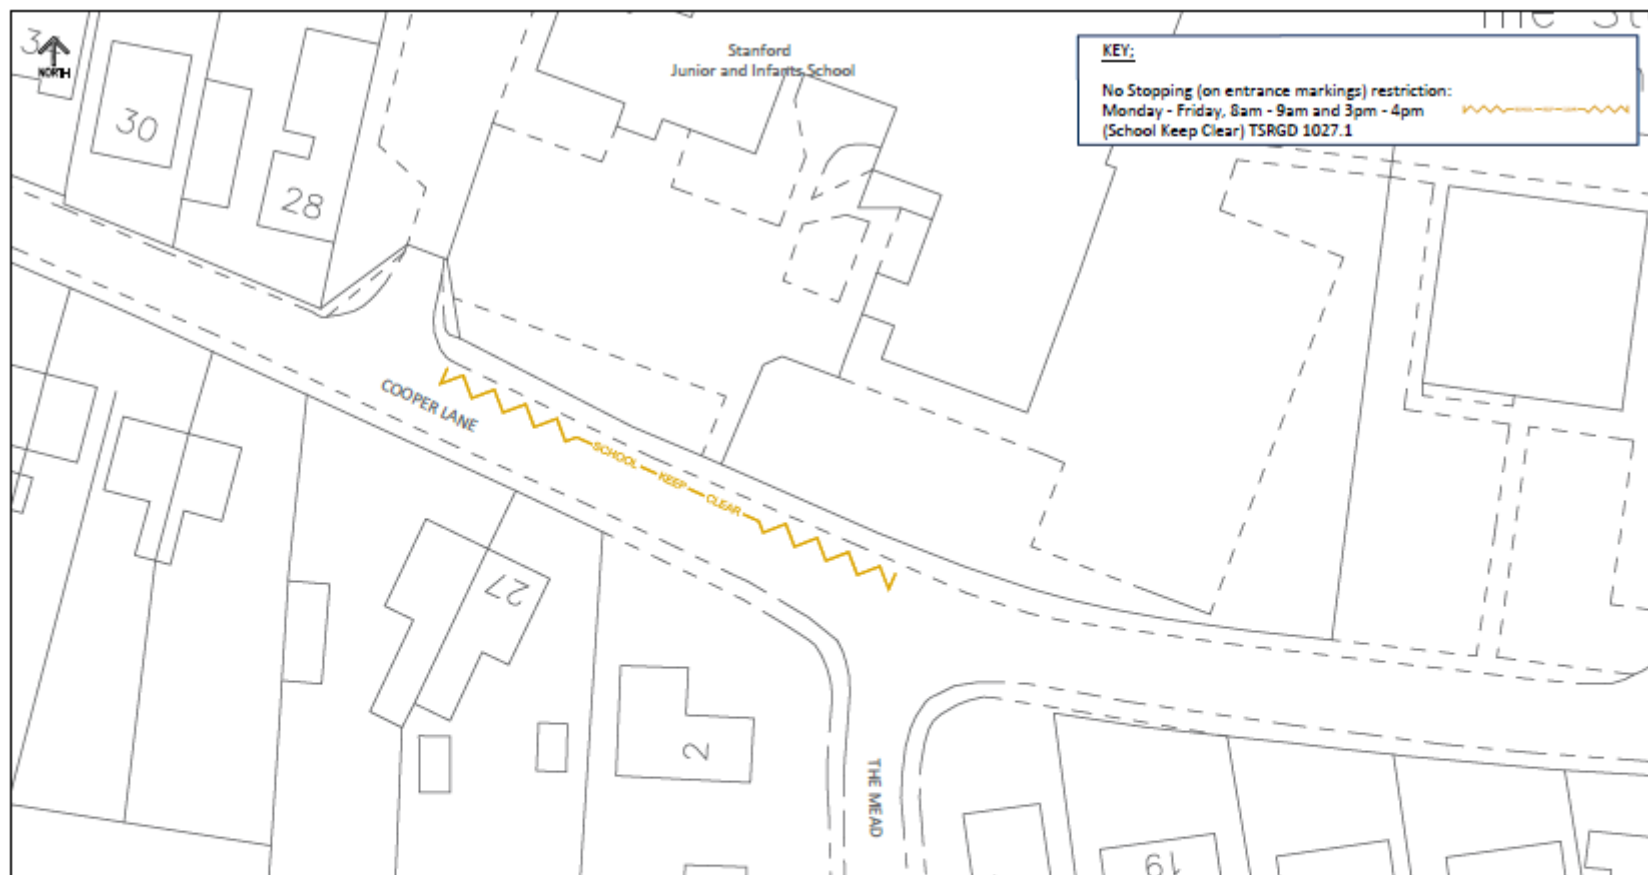 NORTH
30
28
Stanford
Junior and Infants School
KEY;
No Stopping (on entrance markings) restriction:
Monday - Friday, 8am - 9am and 3pm - 4pm
(School Keep Clear) TSRGD 1027.1
COOPER LANE
SCHOOL KEEP CLEAR
27
2
THE MEAD
19